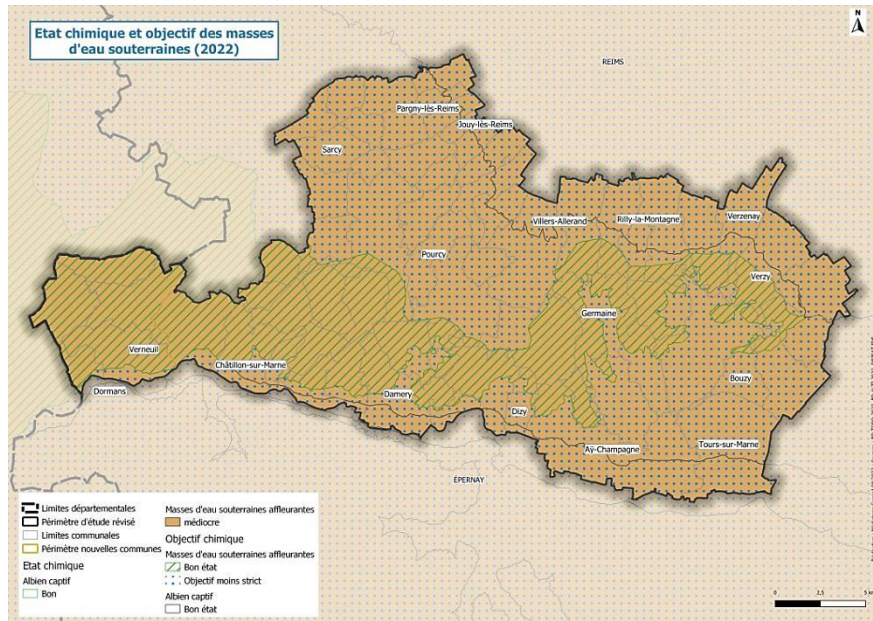 Etat chimique et objectif des masses
d'eau souterraines (2022)
N
REIMS
Pargny-lès-Reims
Jouy-lès-Reims
Sarcy
Villers-Allerand
Rilly-la-Montagne
Verzenay
Pourcy
Verzy
Germaine
Verneuil
Châtillon-sur-Marne
Bouzy
Dormans
Damery
Dizy
Aÿ-Champagne
Tours-sur-Marne
ÉPERNAY
Limites départementales
Périmètre d'étude révisé
Limites communales
Périmètre nouvelles communes
Etat chimique
Albien captif
Bon
Masses d'eau souterraines affleurantes
médiocre
Objectif chimique
Masses d'eau souterraines affleurantes
Bon état
Objectif moins strict
Albien captif
Bon état
0
2,5
5 km